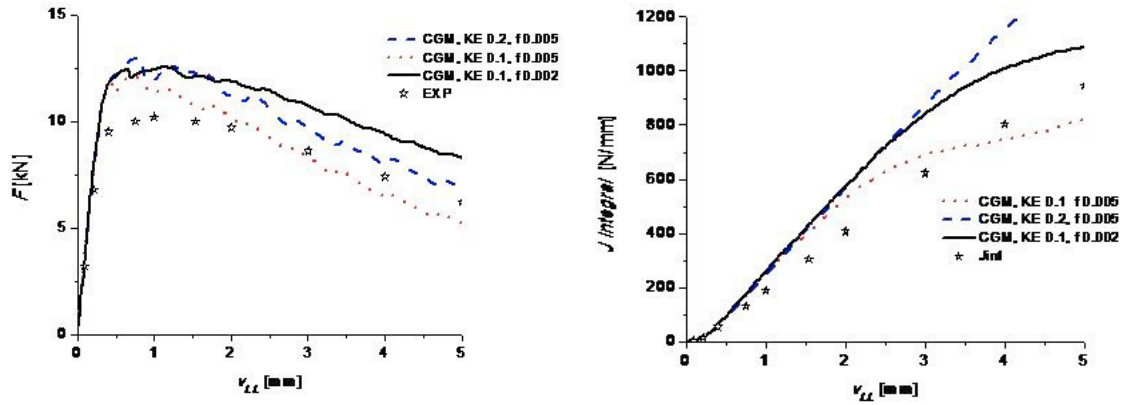 15
10
5
0
F [kN]
0 1 2 3 4 5
v_LL [mm]
CGM, KE 0.2, f0.005
CGM, KE 0.1, f0.005
CGM, KE 0.1, f0.002
EXP
1200
1000
800
600
400
200
0
J integral [N/mm]
0 1 2 3 4 5
v_LL [mm]
CGM, KE 0.1 f0.005
CGM, KE 0.2, f0.005
CGM, KE 0.1, f0.002
Jint